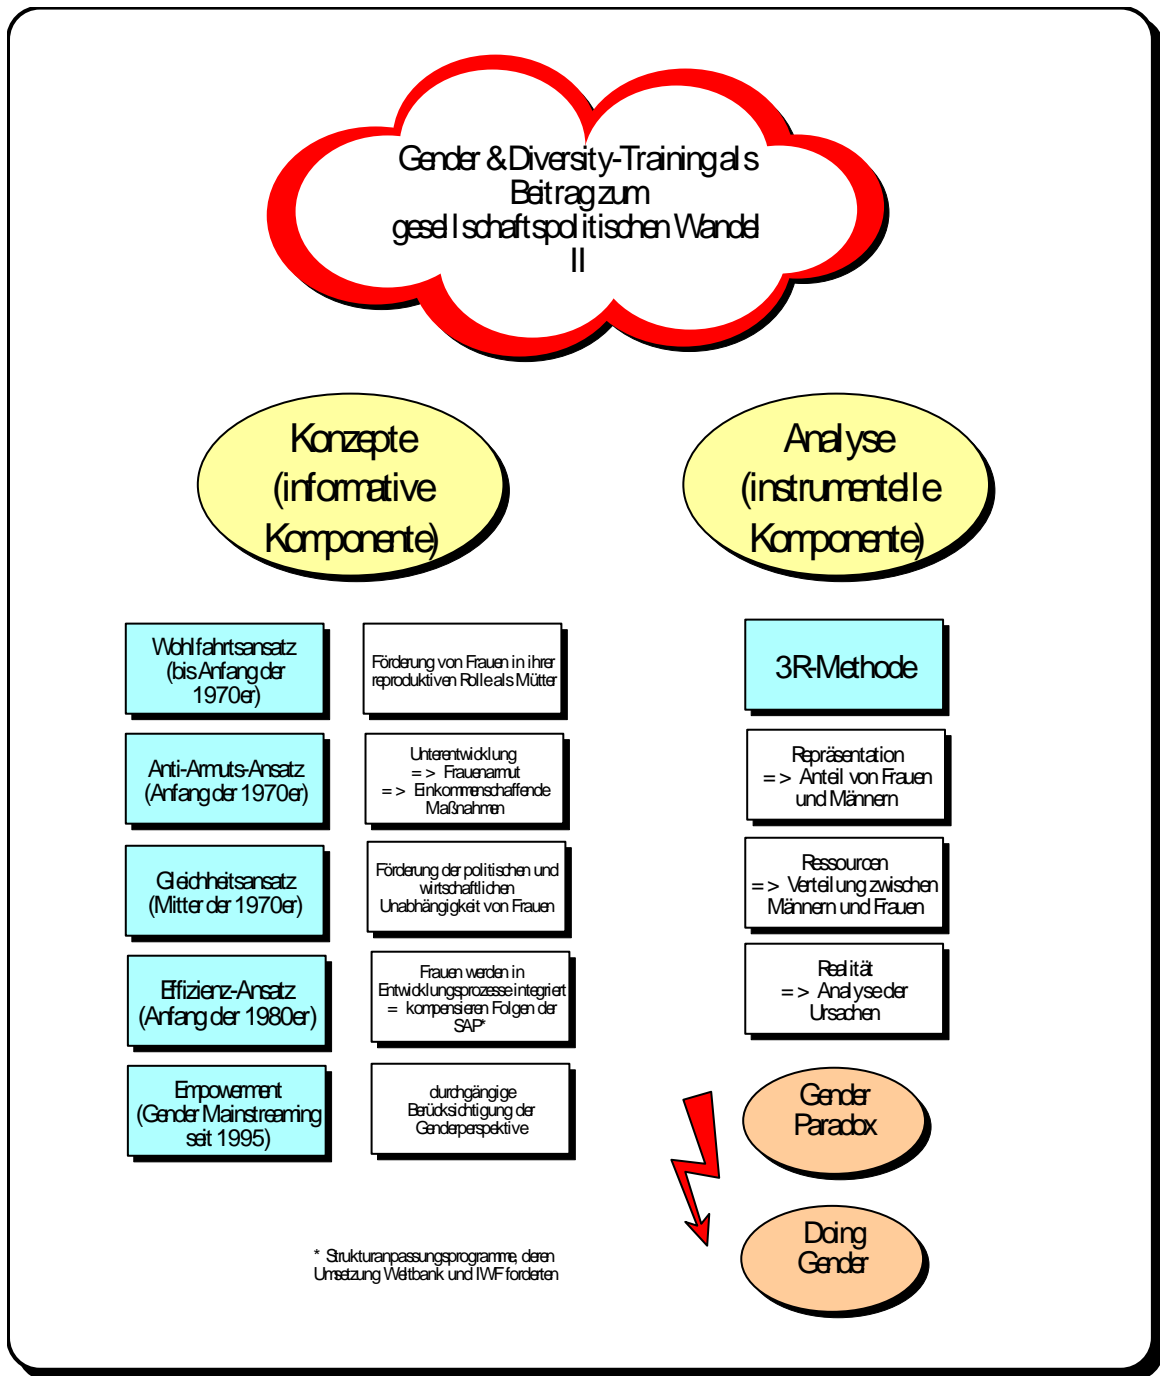 Gender & Diversity-Training als
Beitrag zum
gesellschaftspolitischen Wandel
II
Konzepte
(informative
Komponente)
Analyse
(instrumentelle
Komponente)
Wohlfahrtsansatz
(bis Anfang der
1970er)
Förderung von Frauen in ihrer
reproduktiven Rolle als Mütter
Anti-Armuts-Ansatz
(Anfang der 1970er)
Unterentwicklung
=> Frauenarmut
=> Einkommenschaffende
Maßnahmen
Gleichheitsansatz
(Mitter der 1970er)
Förderung der politischen und
wirtschaftlichen
Unabhängigkeit von Frauen
Effizienz-Ansatz
(Anfang der 1980er)
Frauen werden in
Entwicklungsprozesse integriert
= kompensieren Folgen der
SAP*
Empowerment
(Gender Mainstreaming
seit 1995)
durchgängige
Berücksichtigung der
Genderperspektive
* Strukturanpassungsprogramme, deren
Umsetzung Weltbank und IWF forderten
3R-Methode
Repräsentation
=> Anteil von Frauen
und Männern
Ressourcen
=> Verteilung zwischen
Männern und Frauen
Realität
=> Analyse der
Ursachen
Gender
Paradox
Doing
Gender